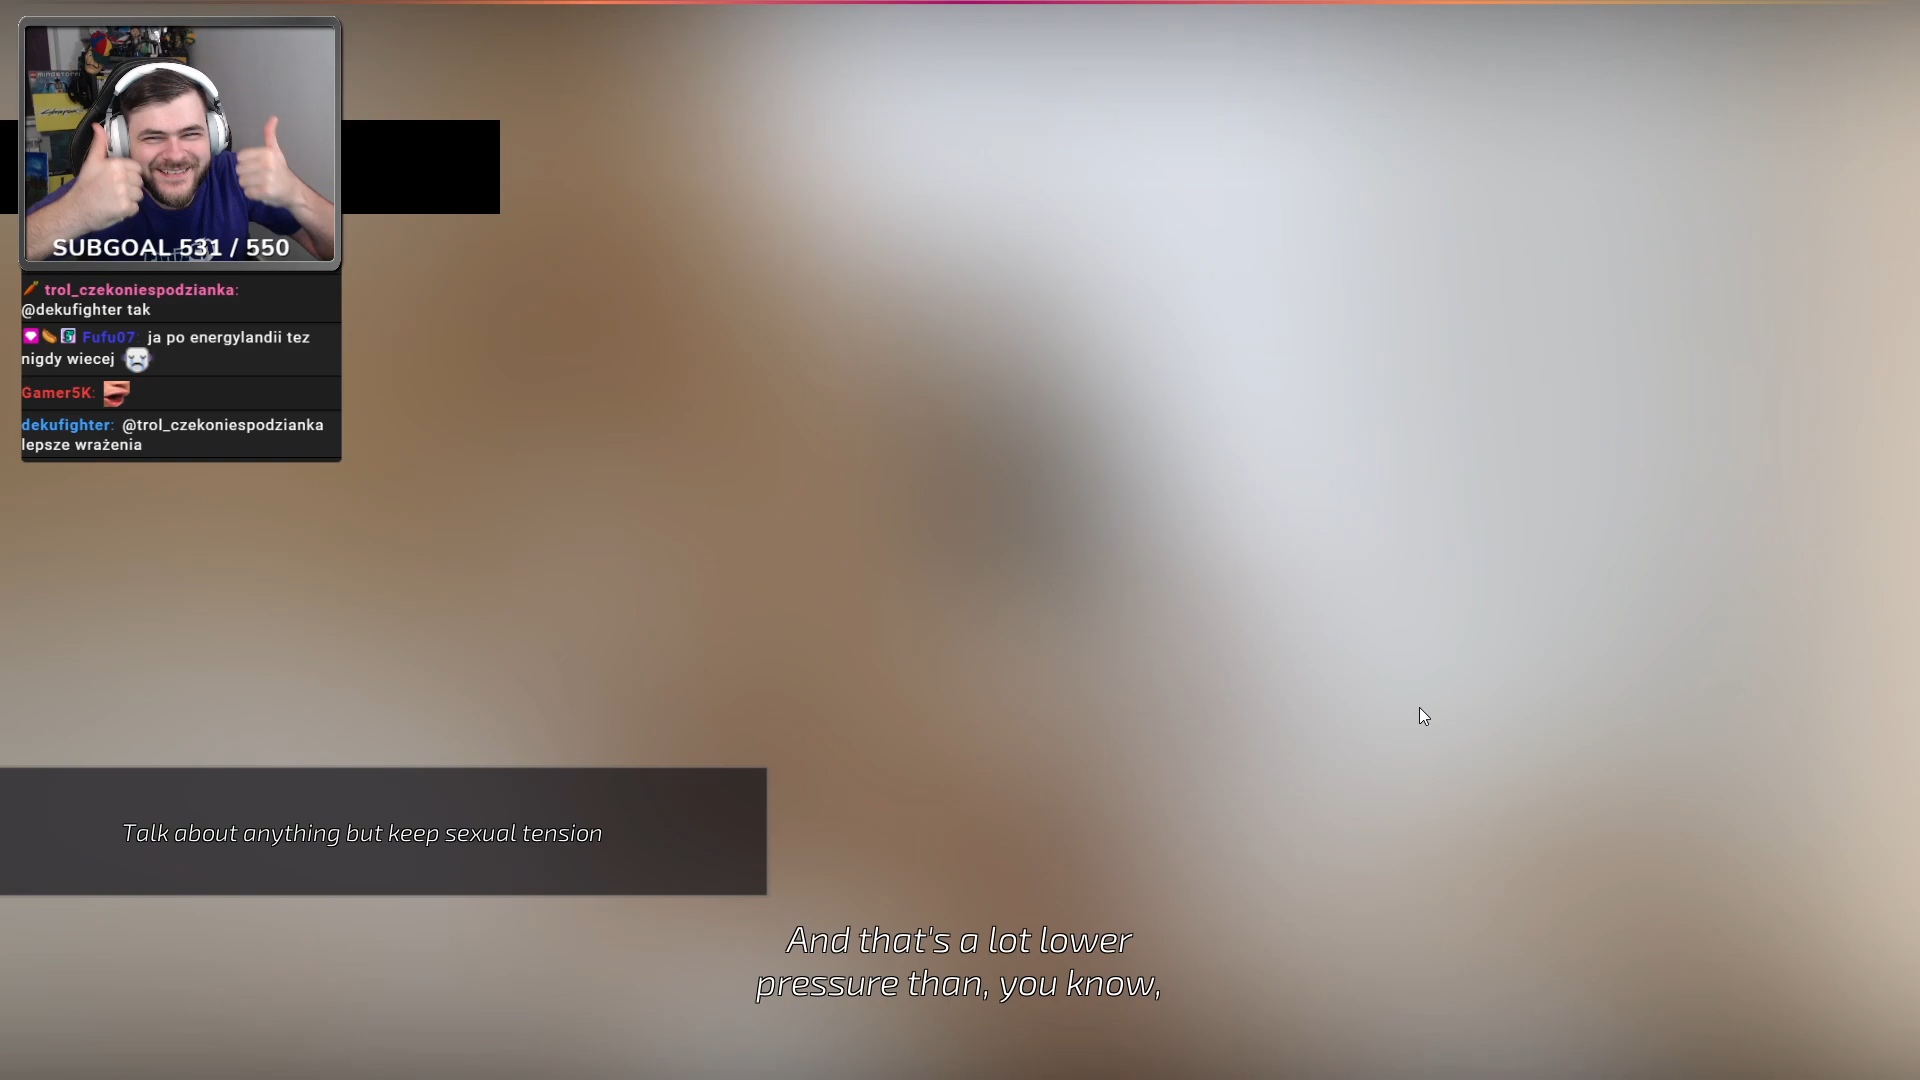 SUBGOAL 531 / 550
trol_czekoniespodzianka:
@dekufighter tak
Fufu07: ja po energylandii tez
nigdy wiecej
Gamer5K:
dekufighter: @trol_czekoniespodzianka
lepsze wrażenia
Talk about anything but keep sexual tension
And that's a lot lower
pressure than, you know,